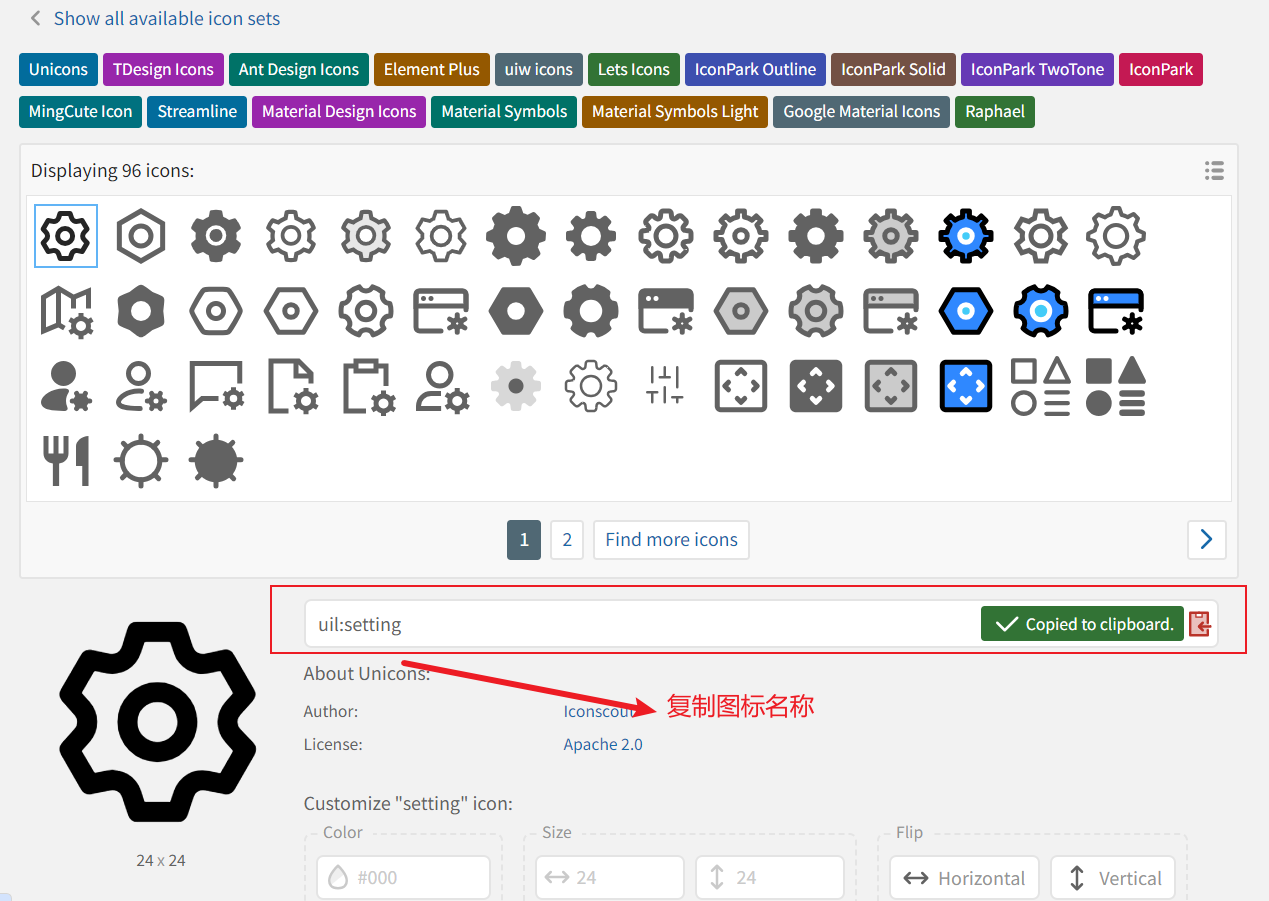 Show all available icon sets
Unicons TDesign Icons Ant Design Icons Element Plus uiw icons Lets Icons IconPark Outline IconPark Solid IconPark TwoTone IconPark
MingCute Icon Streamline Material Design Icons Material Symbols Material Symbols Light Google Material Icons Raphael
Displaying 96 icons:
1 2 Find more icons
uil:setting Copied to clipboard.
About Unicons:
复制图标名称
Author: Iconscout
License: Apache 2.0
Customize "setting" icon:
Color Size Flip
24 x 24
#000 24 24 Horizontal Vertical